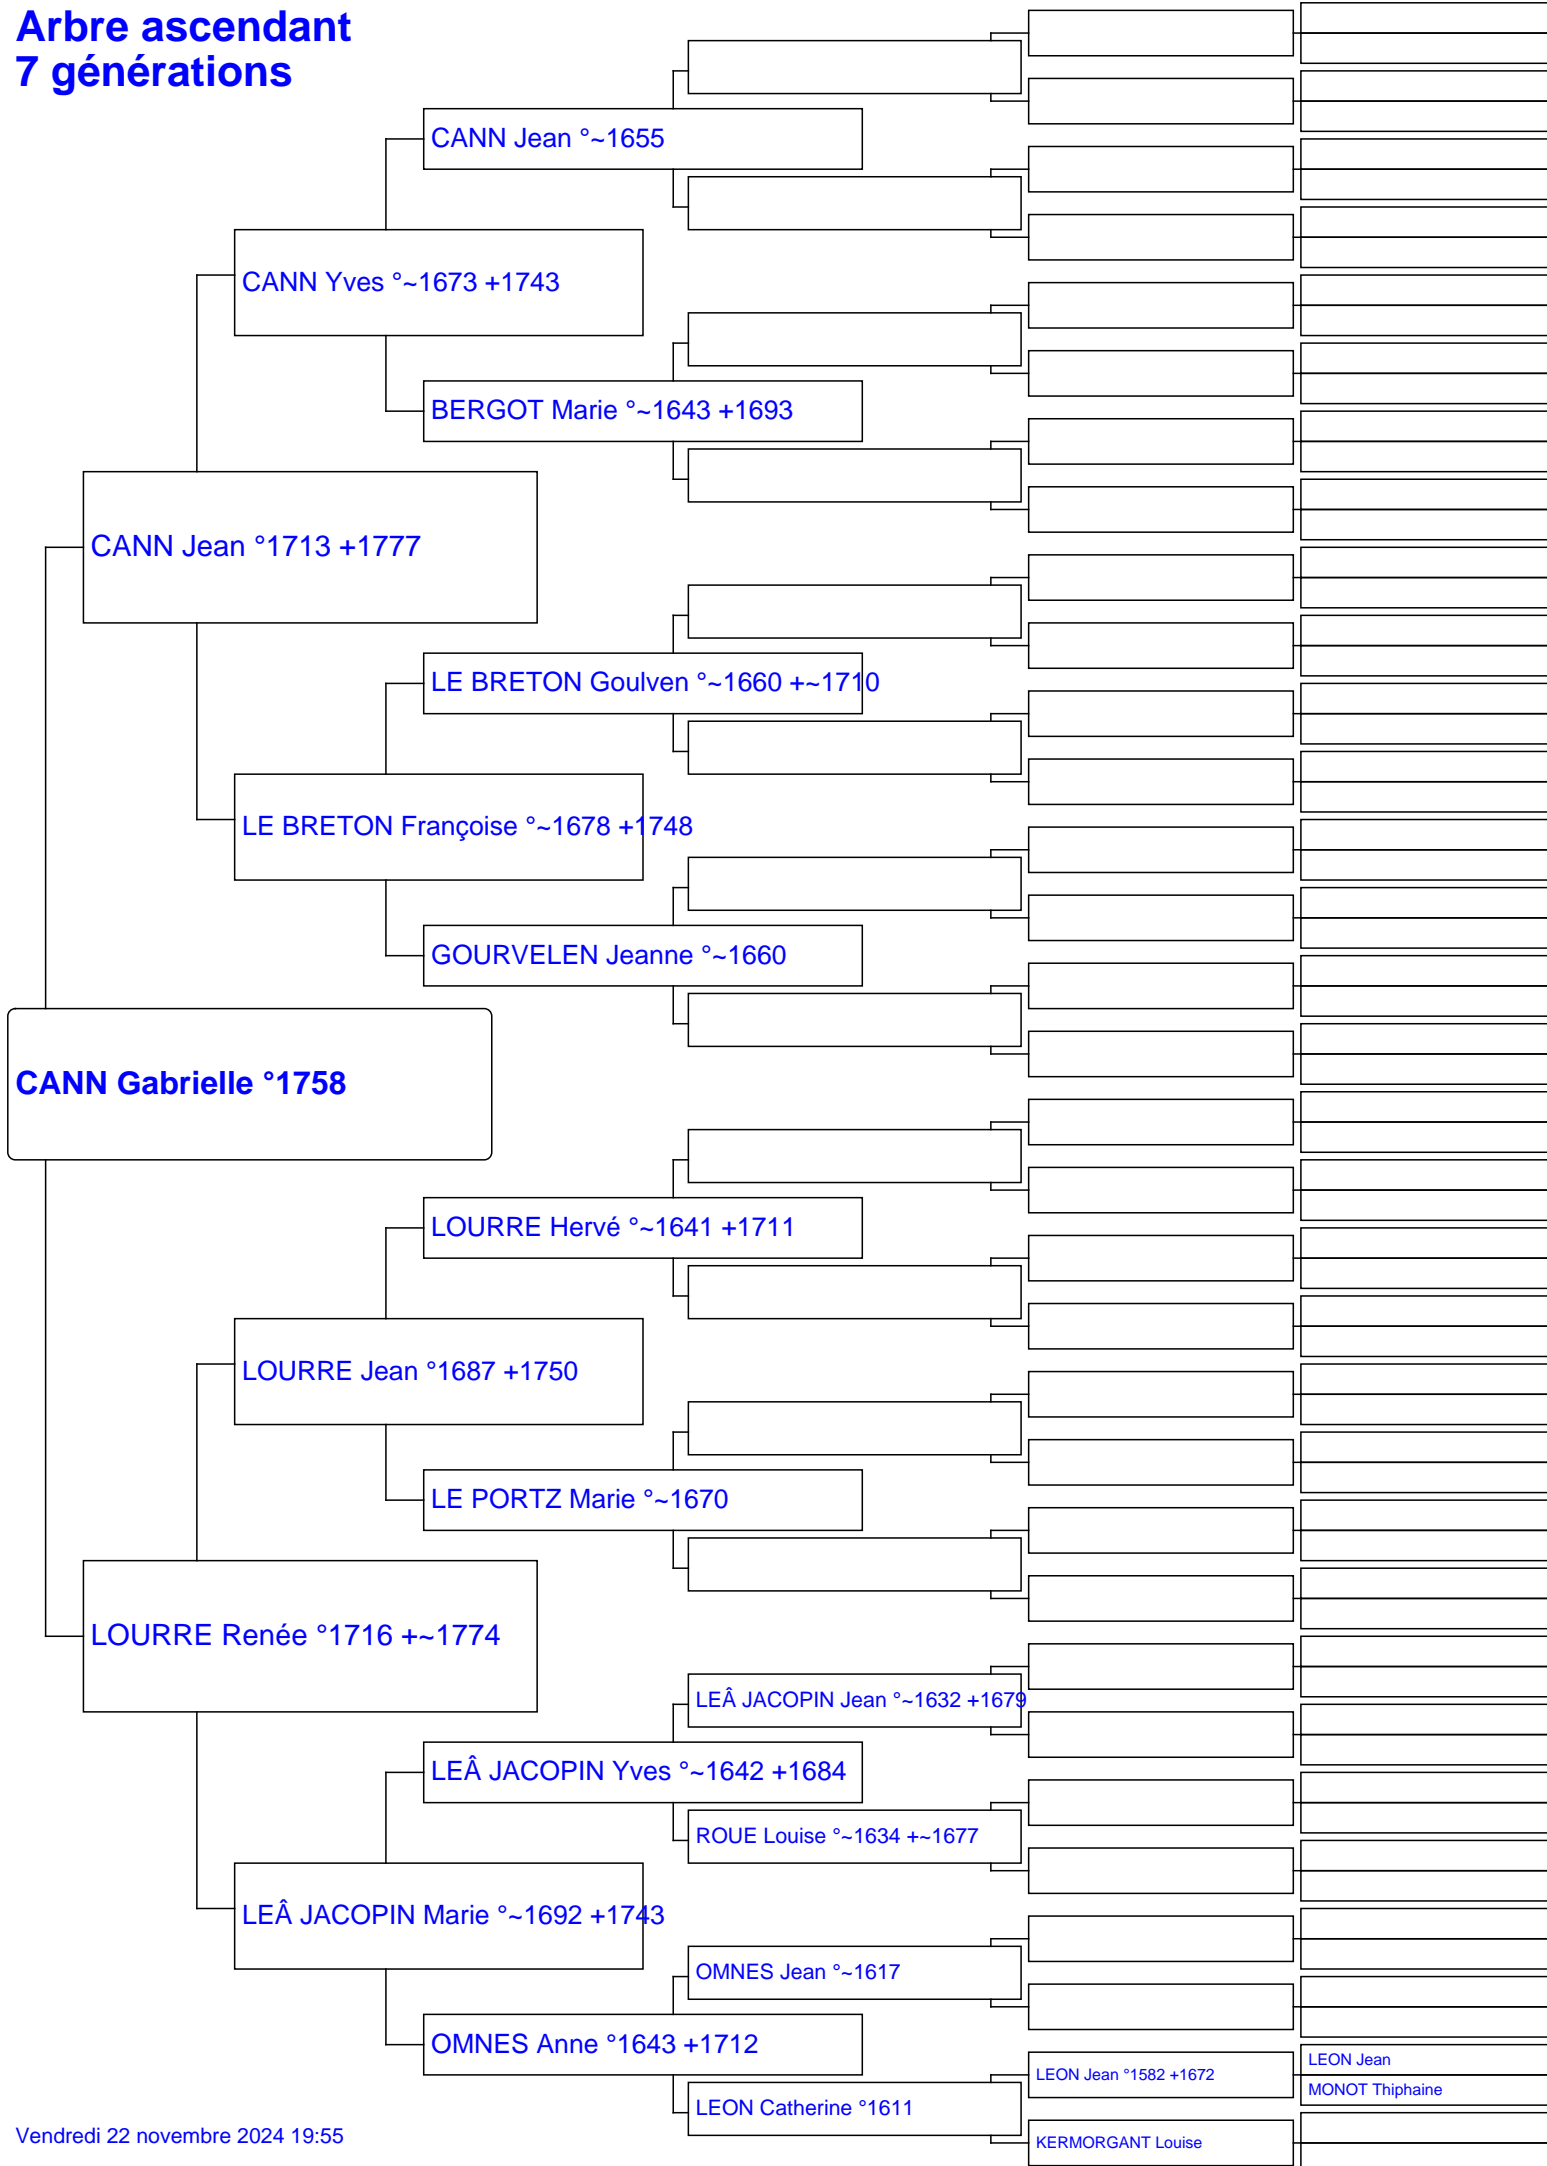 Arbre ascendant
7 générations
CANN Jean °~1655
CANN Yves °~1673 +1743
BERGOT Marie °~1643 +1693
CANN Jean °1713 +1777
LE BRETON Goulven °~1660 +~1710
LE BRETON Françoise °~1678 +1748
GOURVELEN Jeanne °~1660
CANN Gabrielle °1758
LOURRE Hervé °~1641 +1711
LOURRE Jean °1687 +1750
LE PORTZ Marie °~1670
LOURRE Renée °1716 +~1774
LEÂ JACOPIN Jean °~1632 +1679
LEÂ JACOPIN Yves °~1642 +1684
ROUE Louise °~1634 +~1677
LEÂ JACOPIN Marie °~1692 +1743
OMNES Jean °~1617
OMNES Anne °1643 +1712
LEON Jean
LEON Jean °1582 +1672
MONOT Thiphaine
LEON Catherine °1611
KERMORGANT Louise
Vendredi 22 novembre 2024 19:55